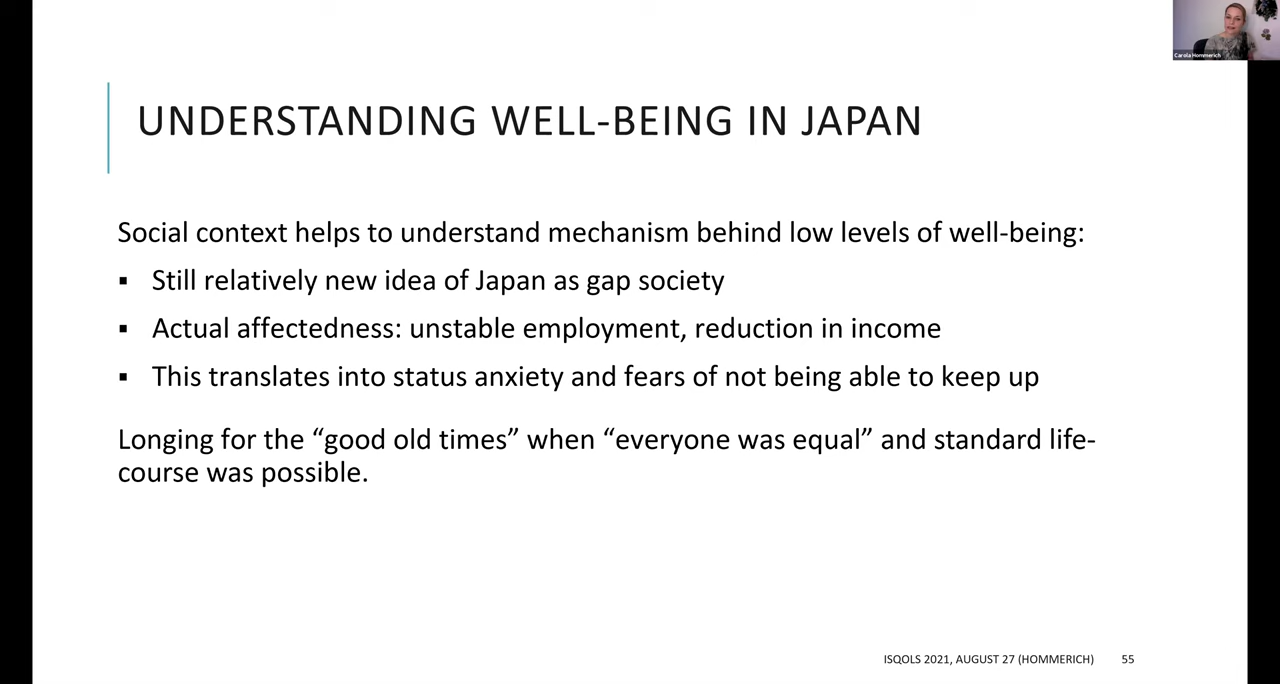 Carola Hommerich
UNDERSTANDING WELL-BEING IN JAPAN
Social context helps to understand mechanism behind low levels of well-being:
▪ Still relatively new idea of Japan as gap society
▪ Actual affectedness: unstable employment, reduction in income
▪ This translates into status anxiety and fears of not being able to keep up
Longing for the “good old times” when “everyone was equal” and standard life-
course was possible.
ISQOLS 2021, AUGUST 27 (HOMMERICH) 55